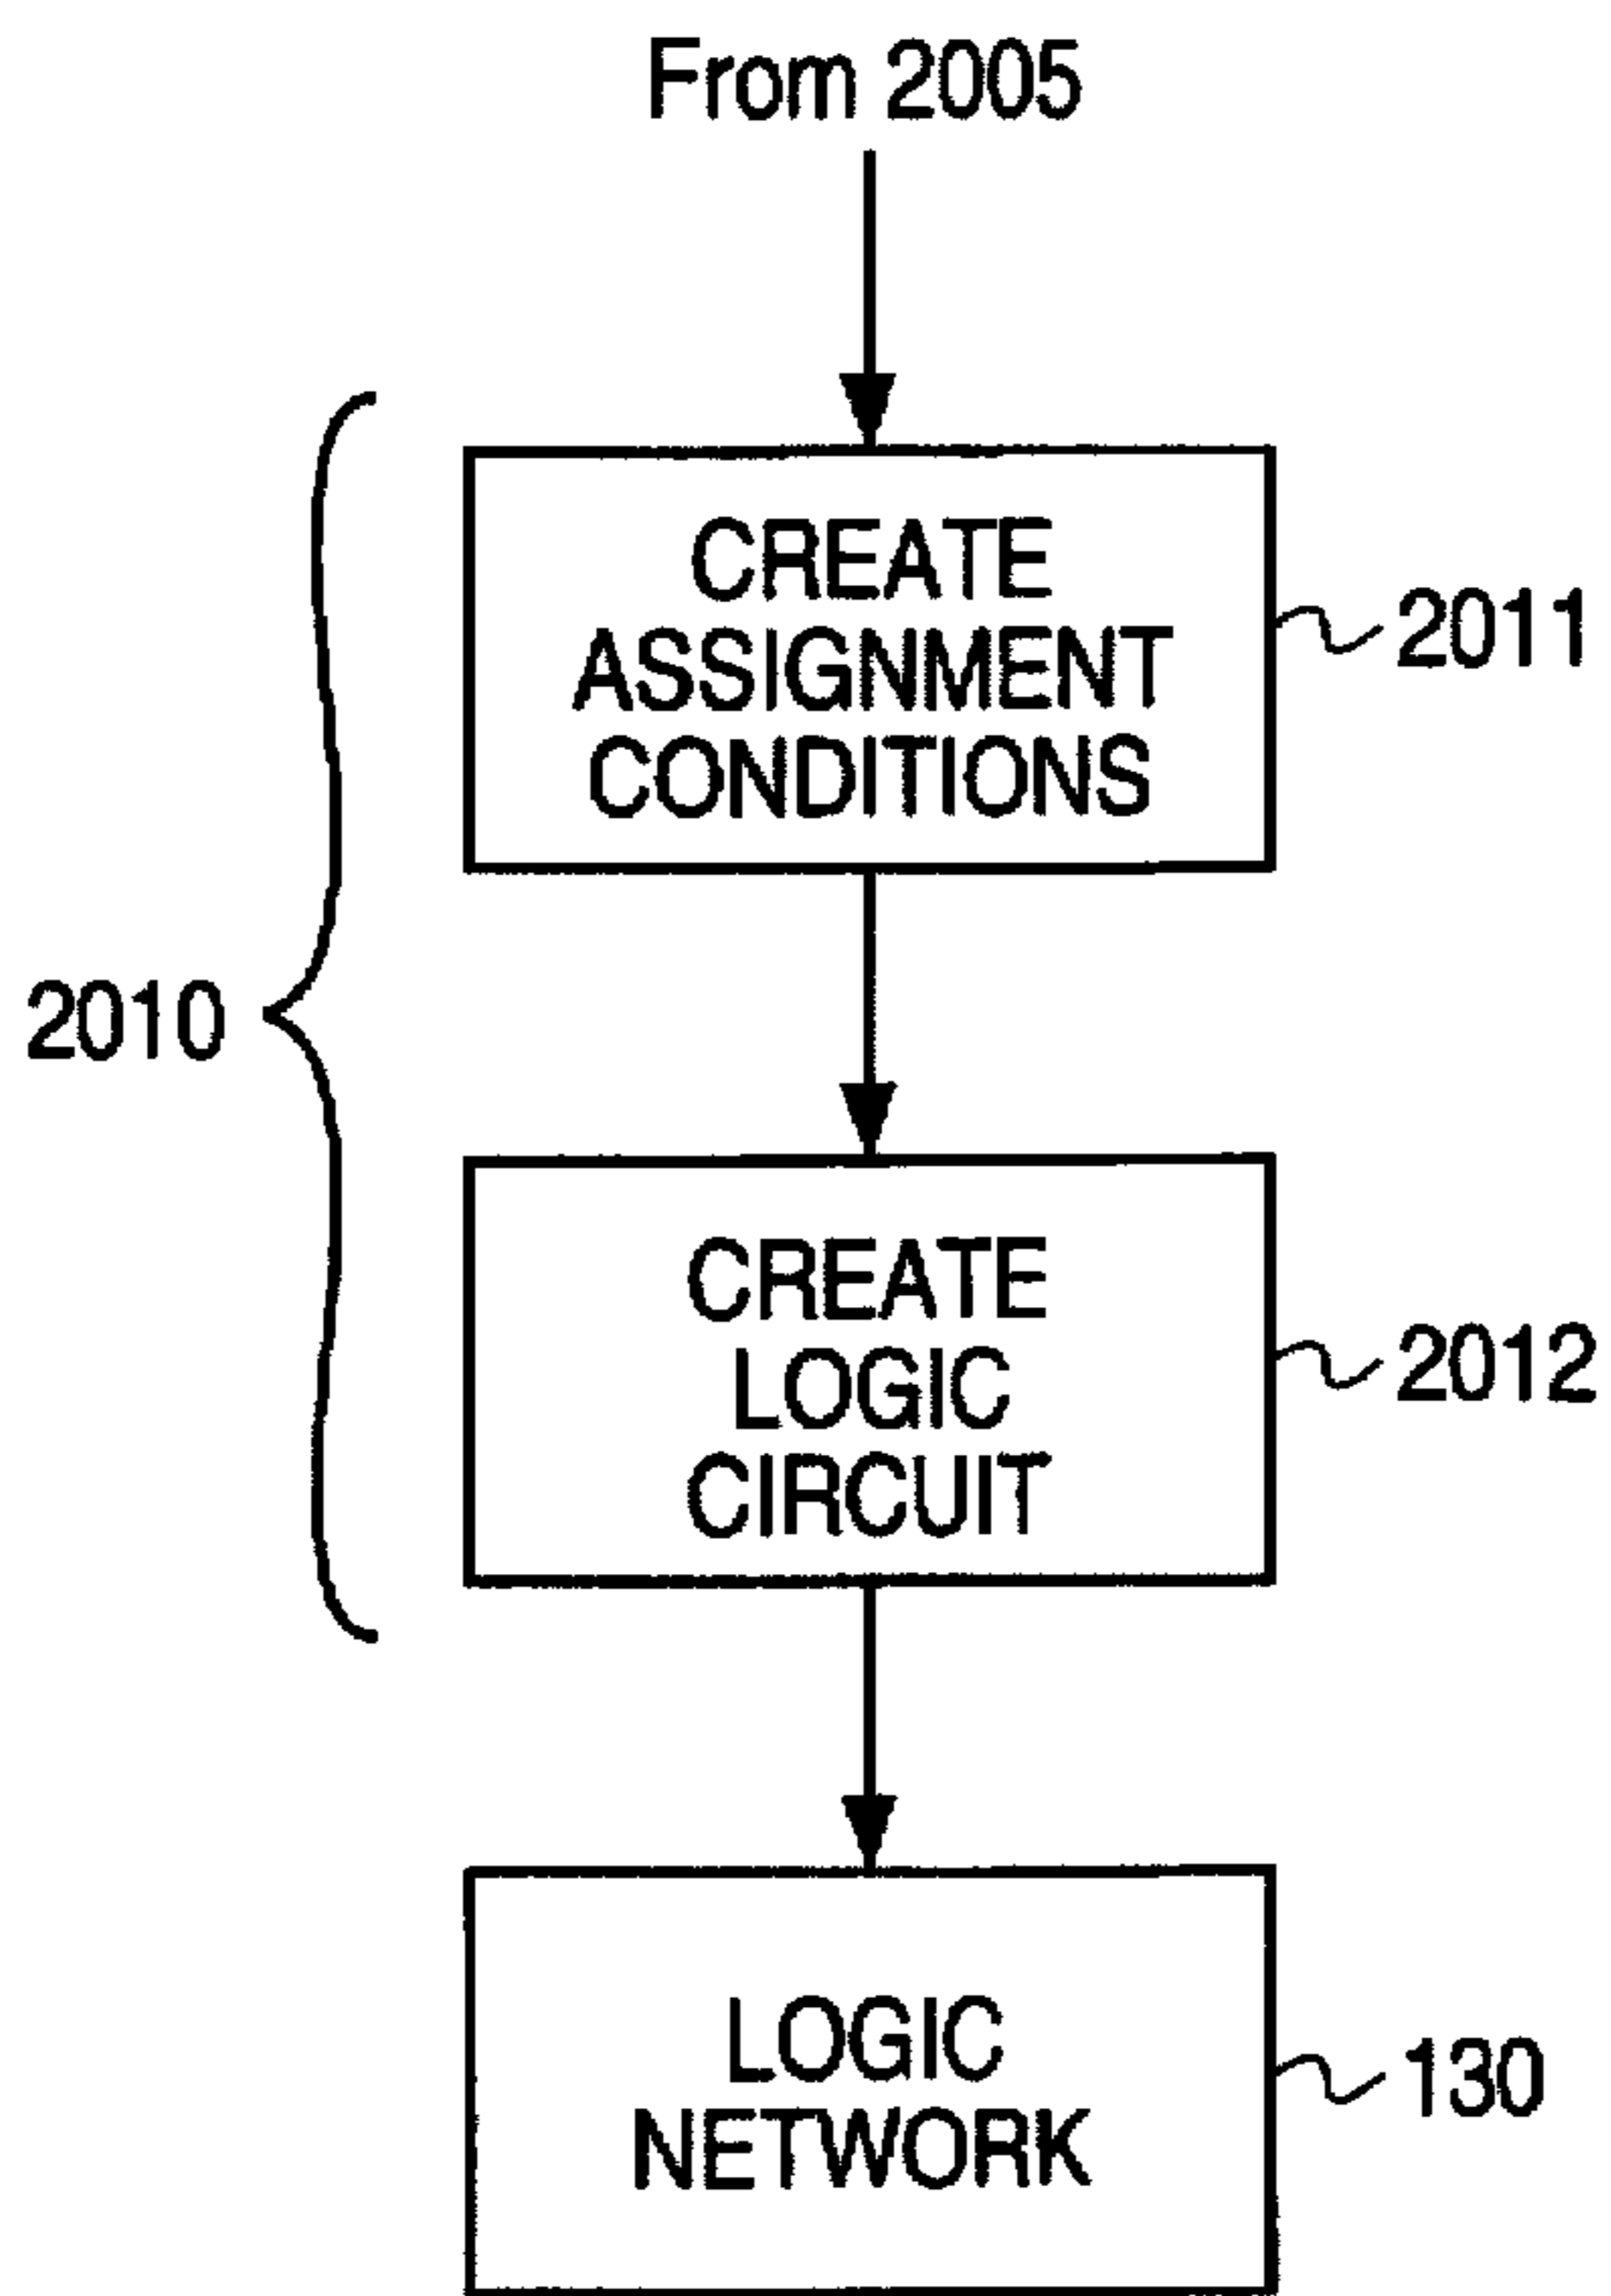 From 2005
CREATE
ASSIGNMENT
CONDITIONS
2011
2010
CREATE
LOGIC
CIRCUIT
2012
LOGIC
NETWORK
130